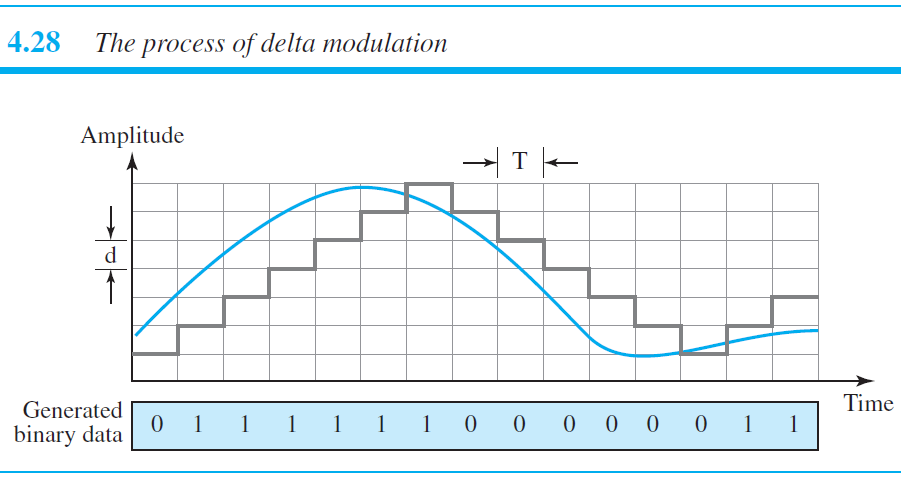 4.28 The process of delta modulation
Amplitude
T
d
Time
Generated
binary data
0 1 1 1 1 1 1 0 0 0 0 0 0 1 1